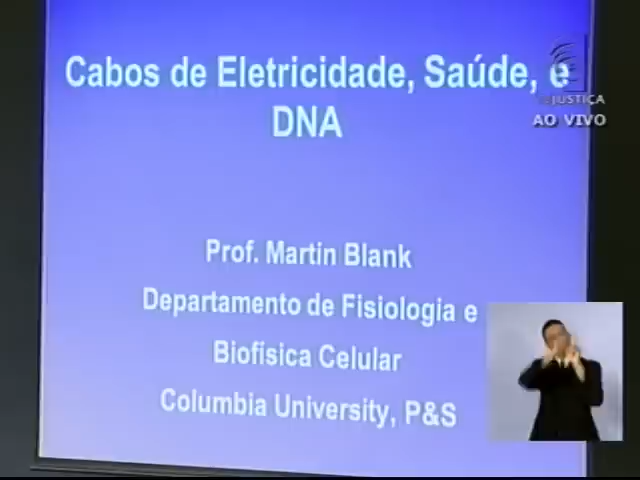 Cabos de Eletricidade, Saúde, e
DNA
JUSTIÇA
AO VIVO
Prof. Martin Blank
Departamento de Fisiologia e
Biofísica Celular
Columbia University, P&S